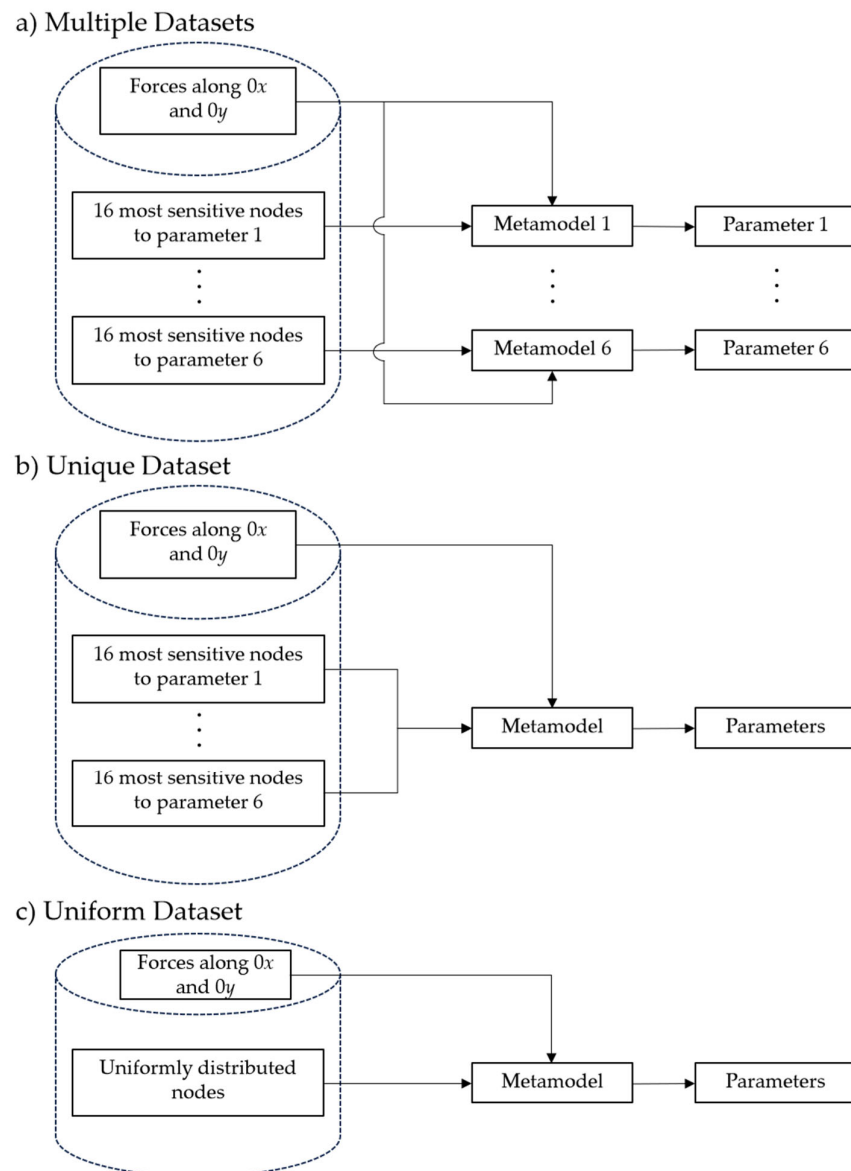 a) Multiple Datasets
Forces along 0x
and 0y
16 most sensitive nodes
to parameter 1
Metamodel 1
Parameter 1
16 most sensitive nodes
to parameter 6
Metamodel 6
Parameter 6
b) Unique Dataset
Forces along 0x
and 0y
16 most sensitive nodes
to parameter 1
Metamodel
Parameters
16 most sensitive nodes
to parameter 6
c) Uniform Dataset
Forces along 0x
and 0y
Uniformly distributed
nodes
Metamodel
Parameters